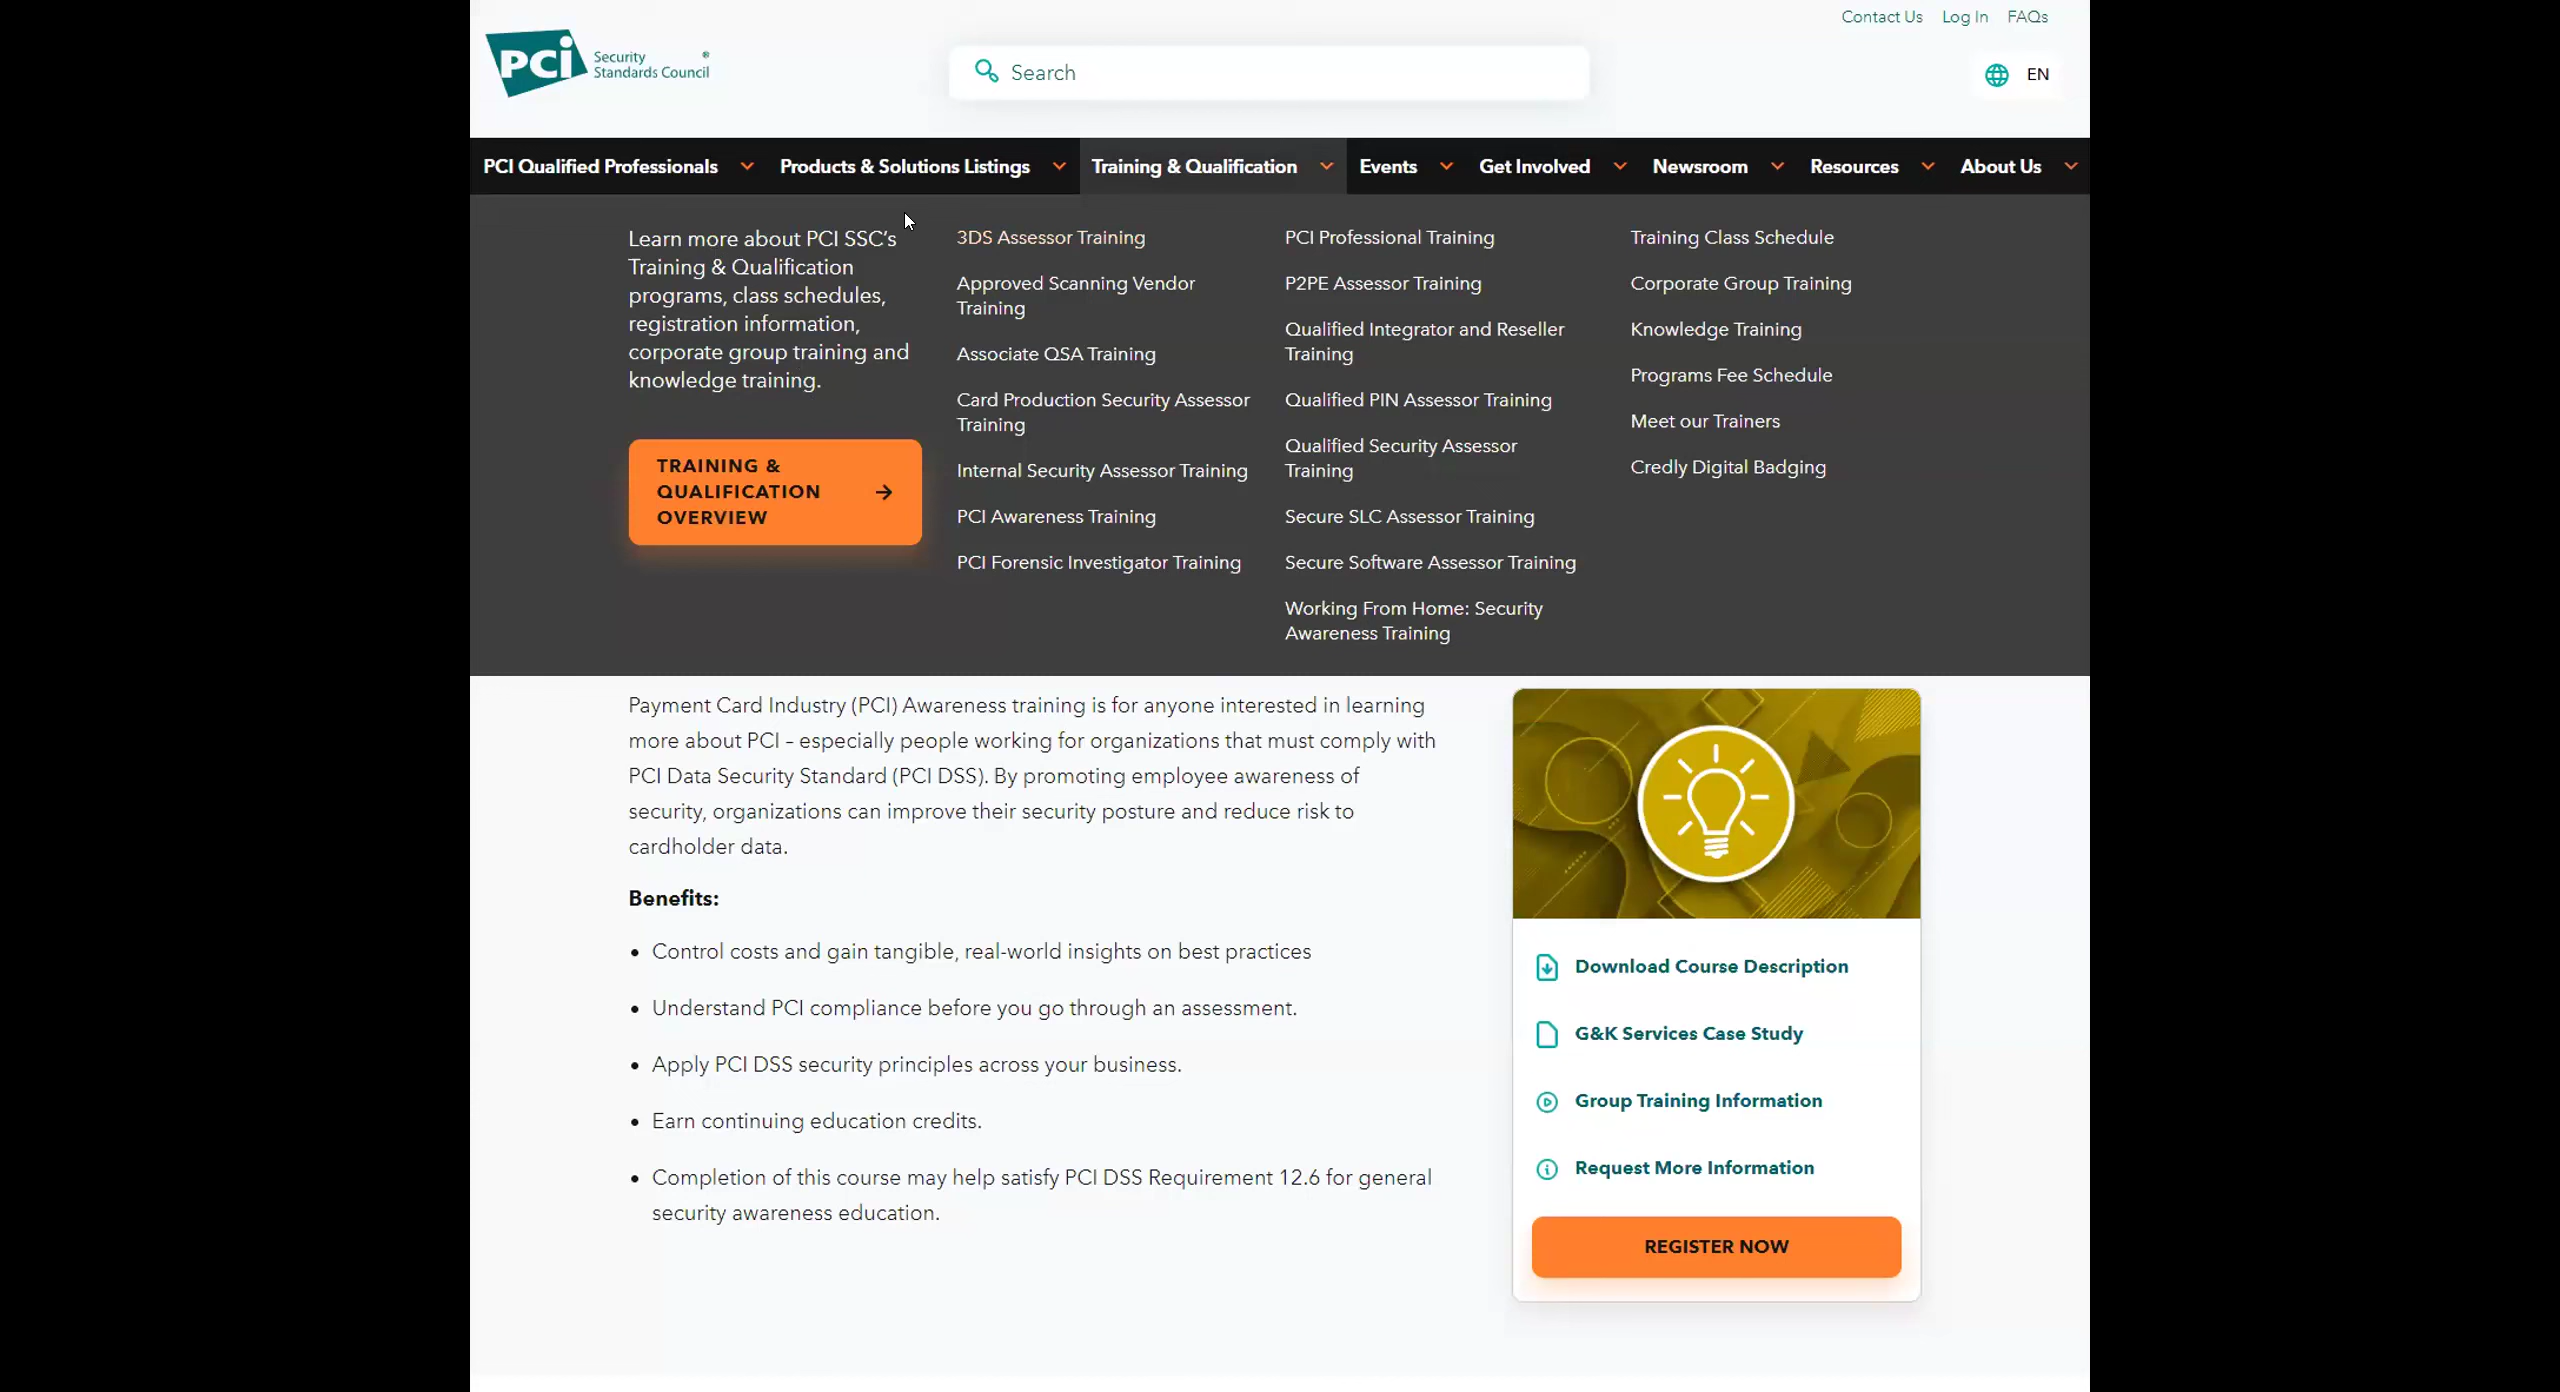 Contact Us Log In FAQs
PCi Security
Standards Council ®
Search
EN
PCI Qualified Professionals Products & Solutions Listings Training & Qualification Events Get Involved Newsroom Resources About Us
Learn more about PCI SSC's
Training & Qualification
programs, class schedules,
registration information,
corporate group training and
knowledge training.
TRAINING &
QUALIFICATION
OVERVIEW
3DS Assessor Training
Approved Scanning Vendor
Training
Associate QSA Training
Card Production Security Assessor
Training
Internal Security Assessor Training
PCI Awareness Training
PCI Forensic Investigator Training
PCI Professional Training
P2PE Assessor Training
Qualified Integrator and Reseller
Training
Qualified PIN Assessor Training
Qualified Security Assessor
Training
Secure SLC Assessor Training
Secure Software Assessor Training
Working From Home: Security
Awareness Training
Training Class Schedule
Corporate Group Training
Knowledge Training
Programs Fee Schedule
Meet our Trainers
Credly Digital Badging
Payment Card Industry (PCI) Awareness training is for anyone interested in learning
more about PCI – especially people working for organizations that must comply with
PCI Data Security Standard (PCI DSS). By promoting employee awareness of
security, organizations can improve their security posture and reduce risk to
cardholder data.
Benefits:
• Control costs and gain tangible, real-world insights on best practices
• Understand PCI compliance before you go through an assessment.
• Apply PCI DSS security principles across your business.
• Earn continuing education credits.
• Completion of this course may help satisfy PCI DSS Requirement 12.6 for general
security awareness education.
Download Course Description
G&K Services Case Study
Group Training Information
Request More Information
REGISTER NOW